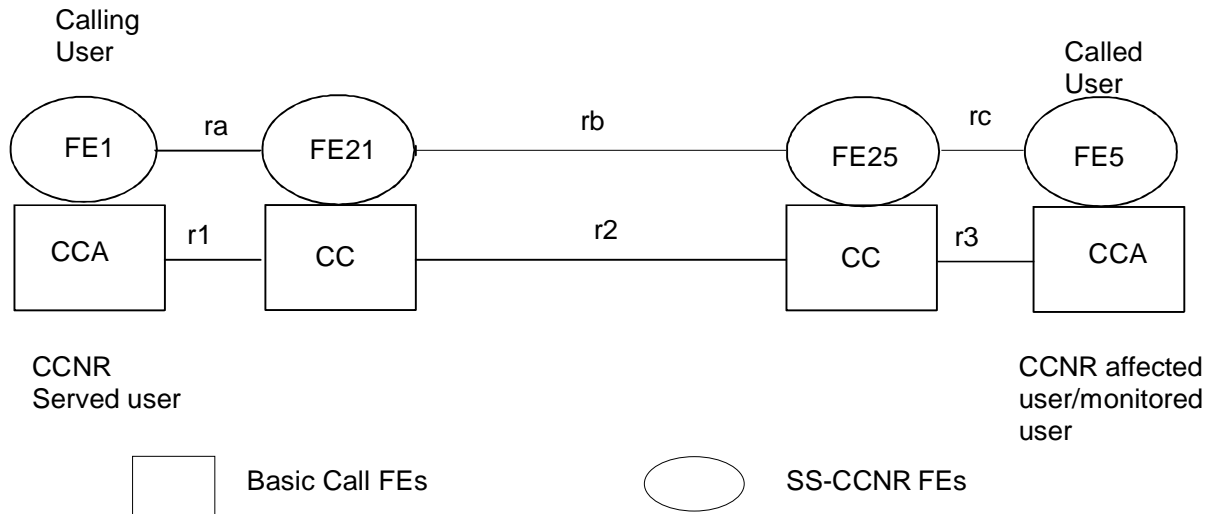 Calling
User
Called
User
FE1
ra
FE21
rb
FE25
rc
FE5
CCA
r1
CC
r2
CC
r3
CCA
CCNR
Served user
CCNR affected
user/monitored
user
Basic Call FEs
SS-CCNR FEs